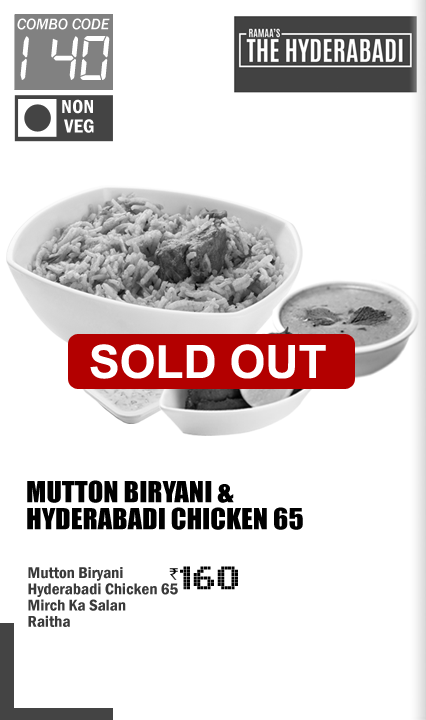 COMBO CODE
140
NON
VEG
RAMAA'S
THE HYDERABADI
SOLD OUT
MUTTON BIRYANI &
HYDERABADI CHICKEN 65
Mutton Biryani
Hyderabadi Chicken 65
Mirch Ka Salan
Raitha
₹160